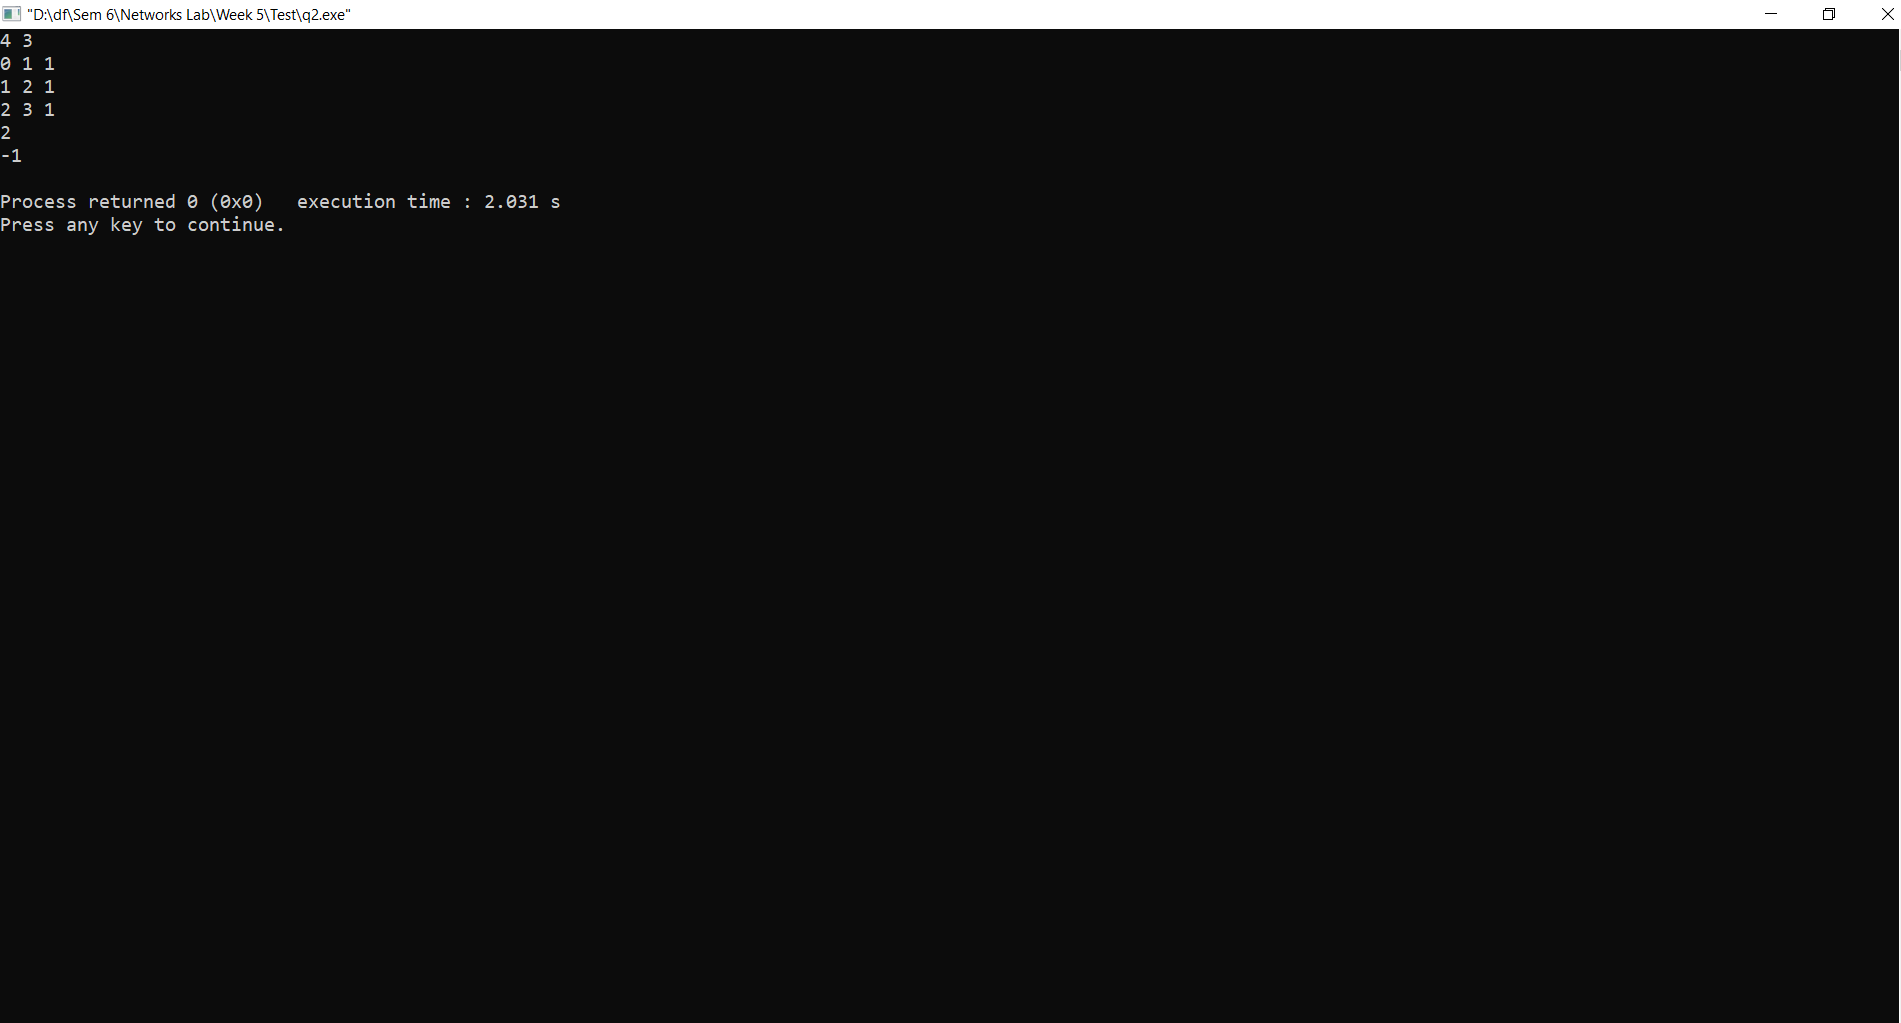 "D:\df\Sem 6\Networks Lab\Week 5\Test\q2.exe"
4 3
0 1 1
1 2 1
2 3 1
2
-1
Process returned 0 (0x0)   execution time : 2.031 s
Press any key to continue.